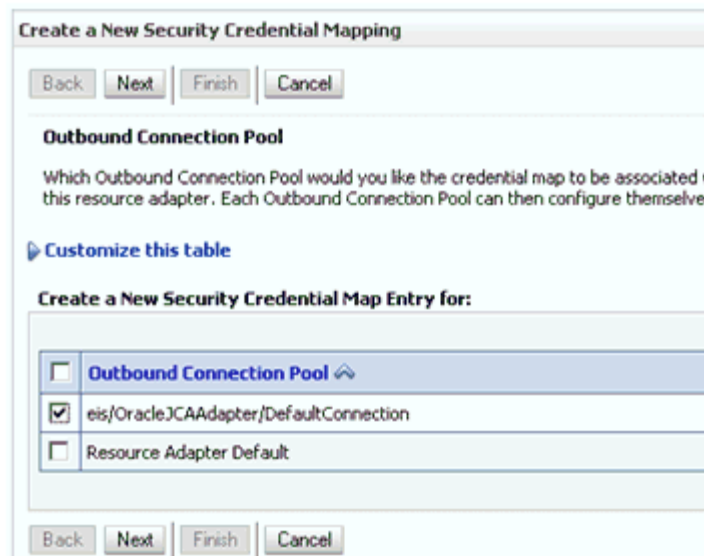 Create a New Security Credential Mapping
Back Next Finish Cancel
Outbound Connection Pool
Which Outbound Connection Pool would you like the credential map to be associated
this resource adapter. Each Outbound Connection Pool can then configure themselve
Customize this table
Create a New Security Credential Map Entry for:
Outbound Connection Pool
eis/OracleJCAAdapter/DefaultConnection
Resource Adapter Default
Back Next Finish Cancel